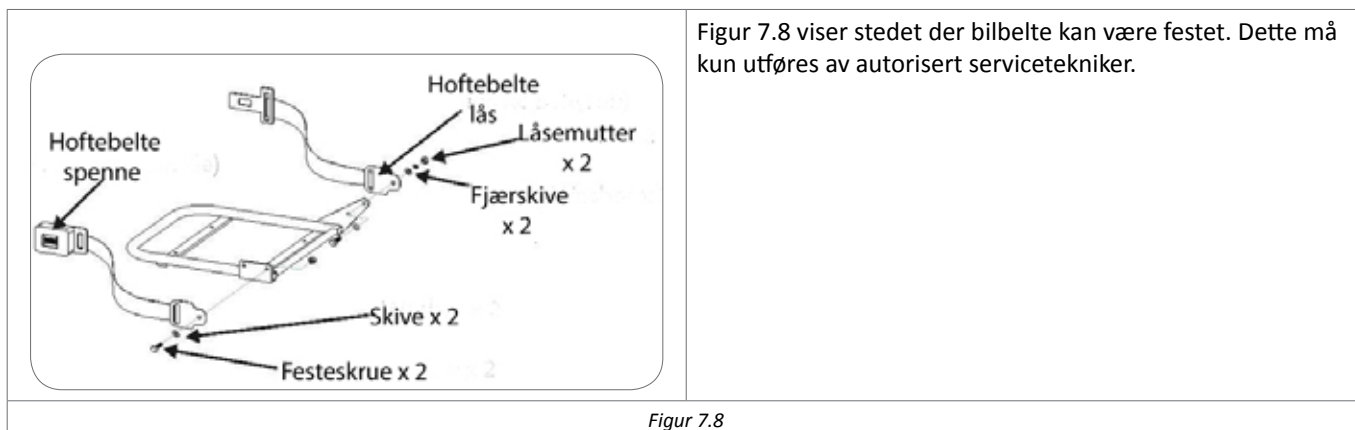 Figur 7.8 viser stedet der bilbelte kan være festet. Dette må
kun utføres av autorisert servicetekniker.
Hoftebelte
lås
Låsemutter
x 2
Fjærskive
x 2
Hoftebelte
spenne
Skive x 2
Festeskrue x 2
Figur 7.8